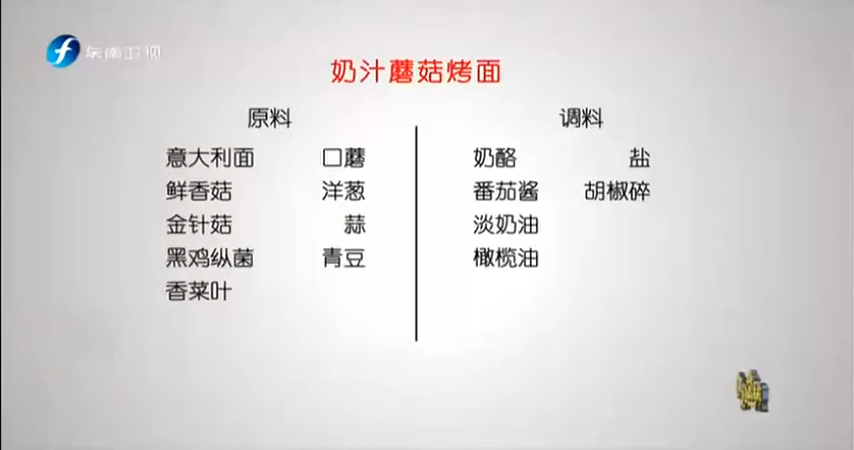 东南卫视
奶汁蘑菇烤面
原料
意大利面 口蘑
鲜香菇 洋葱
金针菇 蒜
黑鸡纵菌 青豆
香菜叶
调料
奶酪 盐
番茄酱 胡椒碎
淡奶油
橄榄油